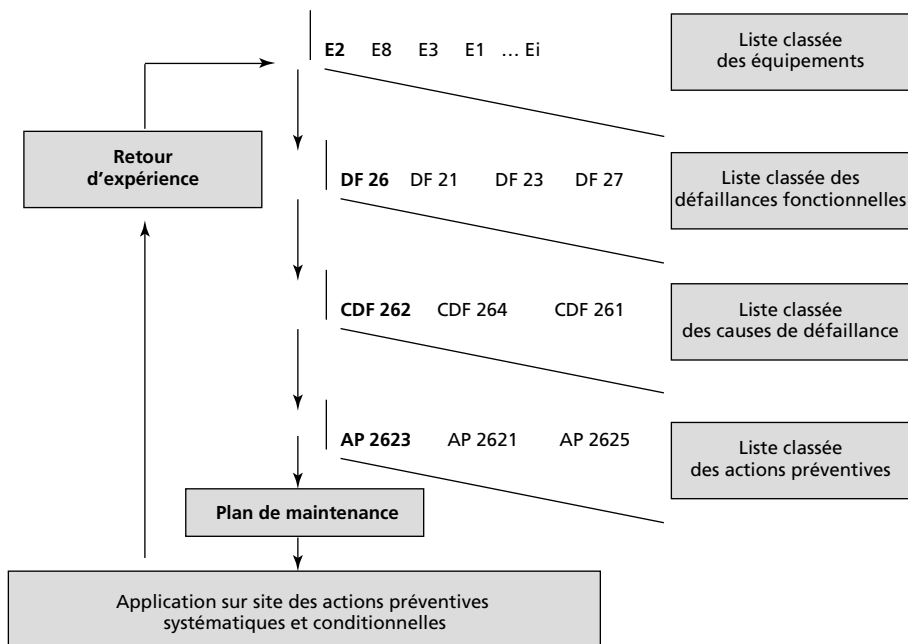 E2 E8 E3 E1 … Ei
Liste classée
des équipements
Retour
d’expérience
DF 26 DF 21 DF 23 DF 27
Liste classée des
défaillances fonctionnelles
CDF 262 CDF 264 CDF 261
Liste classée
des causes de défaillance
AP 2623 AP 2621 AP 2625
Liste classée
des actions préventives
Plan de maintenance
Application sur site des actions préventives
systématiques et conditionnelles